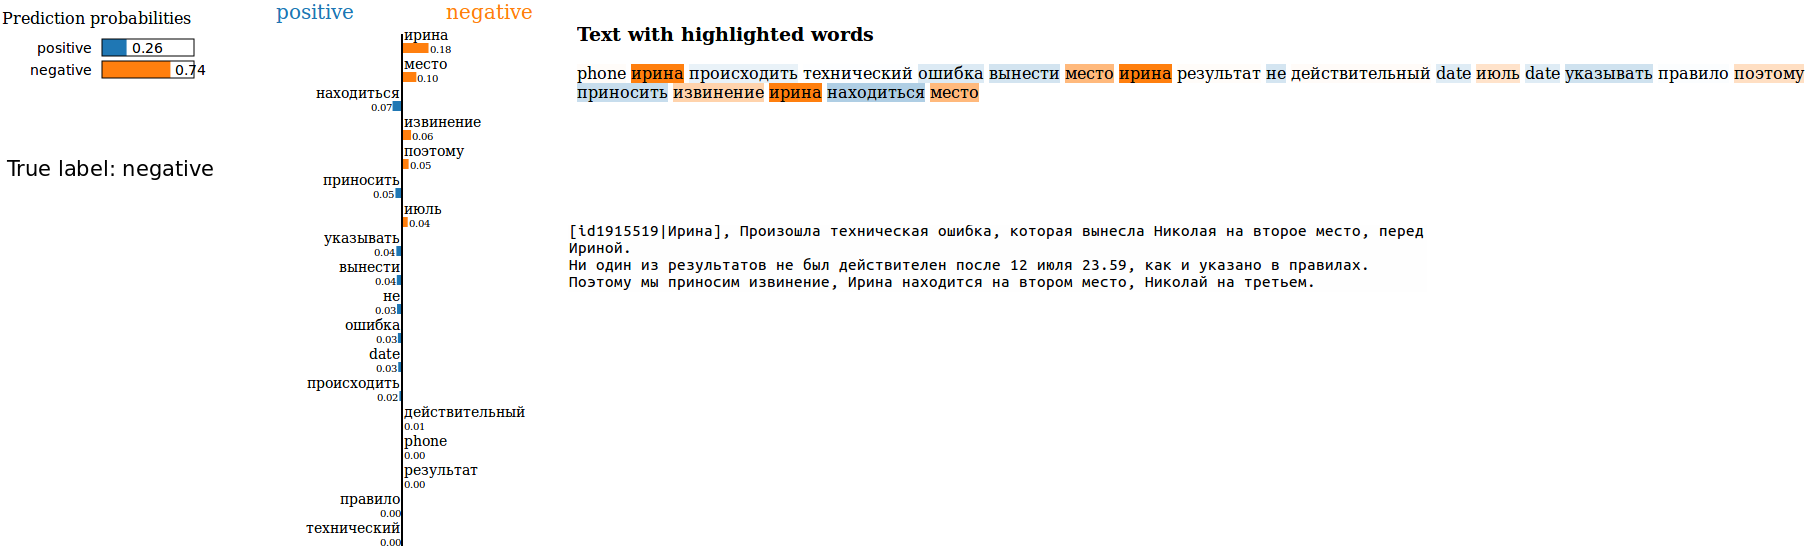 Prediction probabilities
positive 0.26
negative 0.74
True label: negative
positive negative
ирина
0.18
место
0.10
находиться
0.07
извинение
0.06
поэтому
0.05
приносить
0.05
июль
0.04
указывать
0.04
вынести
0.04
не
0.03
ошибка
0.03
date
0.03
происходить
0.02
действительный
0.01
phone
0.00
результат
0.00
правило
0.00
технический
0.00
Text with highlighted words
phone ирина происходить технический ошибка вынести место ирина результат не действительный date июль date указывать правило поэтому
приносить извинение ирина находиться место
[id1915519|Ирина], Произошла техническая ошибка, которая вынесла Николая на второе место, перед
Ириной.
Ни один из результатов не был действителен после 12 июля 23.59, как и указано в правилах.
Поэтому мы приносим извинение, Ирина находится на втором место, Николай на третьем.